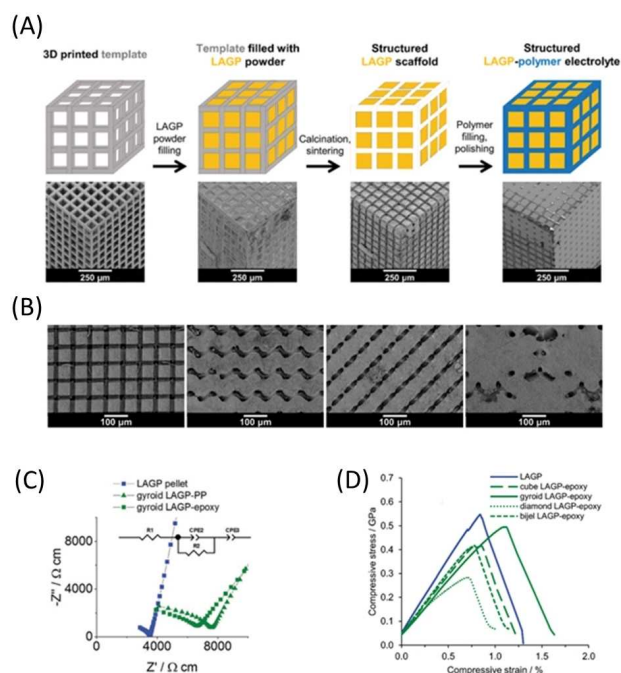 (A)
3D printed template
Template filled with
LAGP powder
Structured
LAGP scaffold
Structured
LAGP-polymer electrolyte
LAGP
powder
filling
Calcination,
sintering
Polymer
filling,
polishing
250 µm
250 µm
250 µm
250 µm
(B)
100 µm
100 µm
100 µm
100 µm
(C)
LAGP pellet
gyroid LAGP-PP
gyroid LAGP-epoxy
R1
CPE2
CPE3
R2
-Z'' / Ω cm
8000
4000
2000
0
0
4000
8000
Z' / Ω cm
(D)
LAGP
cube LAGP-epoxy
gyroid LAGP-epoxy
diamond LAGP-epoxy
bijel LAGP-epoxy
Compressive stress / GPa
0.7
0.6
0.5
0.4
0.3
0.2
0.1
0
0.0
0.5
1.0
1.5
2.0
Compressive strain / %